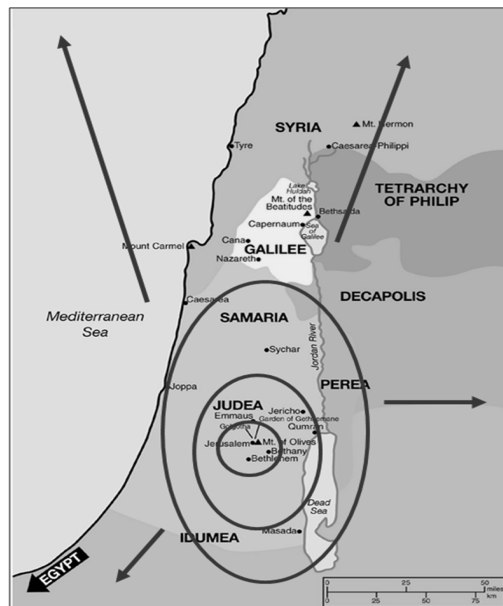 SYRIA
Mt. Hermon
Tyre
Caesarea-Philippi
TETRARCHY
OF PHILIP
Lake
Huldah
Mt. of the
Beatitudes
Bethsaida
Capernaum
Sea
of
Galilee
Mount Carmel
Cana
GALILEE
Nazareth
DECAPOLIS
Caesarea
Mediterranean
Sea
SAMARIA
Sychar
Jordan River
PEREA
Joppa
JUDEA
Jericho
Emmaus
Garden of Gethsemane
Golgotha
Qumran
Jerusalem
Mt. of Olives
Bethany
Bethlehem
Dead
Sea
IDUMEA
Masada
EGYPT
0 25 50
miles
km
0 25 50 75